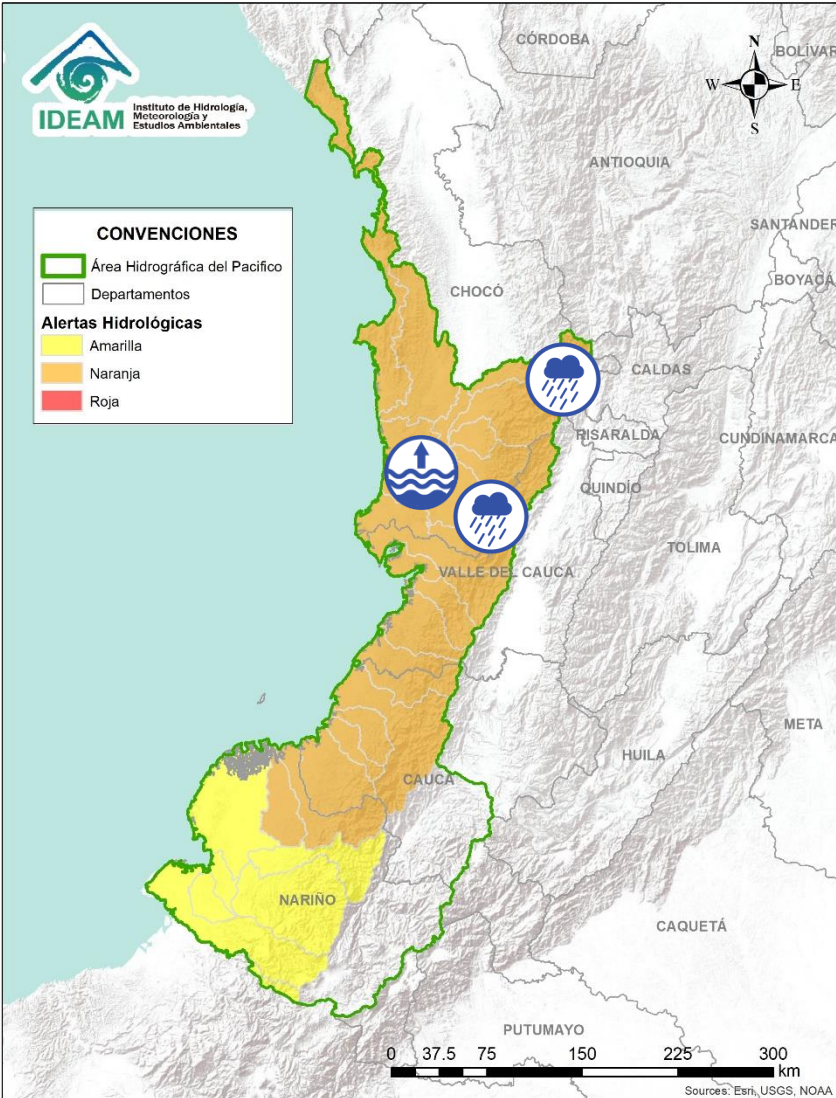 IDEAM
Instituto de Hidrología,
Meteorología y
Estudios Ambientales
N
W
E
S
CÓRDOBA
BOLÍVAR
ANTIOQUIA
SANTANDER
BOYACÁ
CHOCÓ
CALDAS
RISARALDA
CUNDINAMARCA
QUINDÍO
TOLIMA
VALLE DEL CAUCA
META
HUILA
CAUCA
NARIÑO
CAQUETÁ
PUTUMAYO
CONVENCIONES
Área Hidrográfica del Pacifico
Departamentos
Alertas Hidrológicas
Amarilla
Naranja
Roja
0 37.5 75 150 225 300
km
Sources: Esri, USGS, NOAA